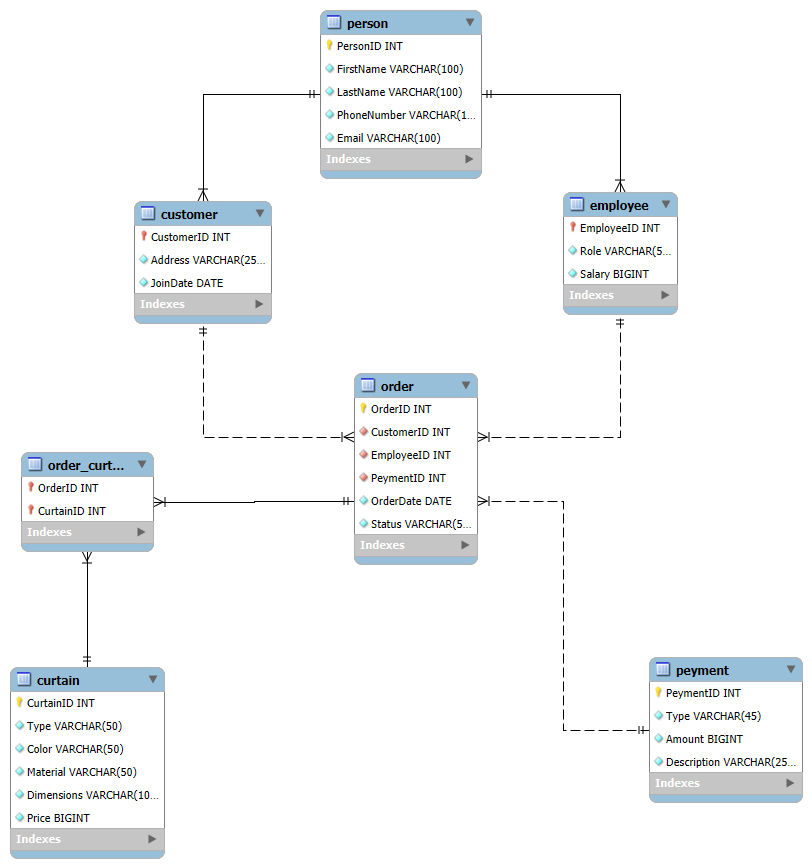 person
PersonID INT
FirstName VARCHAR(100)
LastName VARCHAR(100)
PhoneNumber VARCHAR(1...
Email VARCHAR(100)
Indexes
customer
CustomerID INT
Address VARCHAR(25...
JoinDate DATE
Indexes
employee
EmployeeID INT
Role VARCHAR(5...
Salary BIGINT
Indexes
order
OrderID INT
CustomerID INT
EmployeeID INT
PeymentID INT
OrderDate DATE
Status VARCHAR(5...
Indexes
order_curt...
OrderID INT
CurtainID INT
Indexes
curtain
CurtainID INT
Type VARCHAR(50)
Color VARCHAR(50)
Material VARCHAR(50)
Dimensions VARCHAR(10...
Price BIGINT
Indexes
peyment
PeymentID INT
Type VARCHAR(45)
Amount BIGINT
Description VARCHAR(25...
Indexes